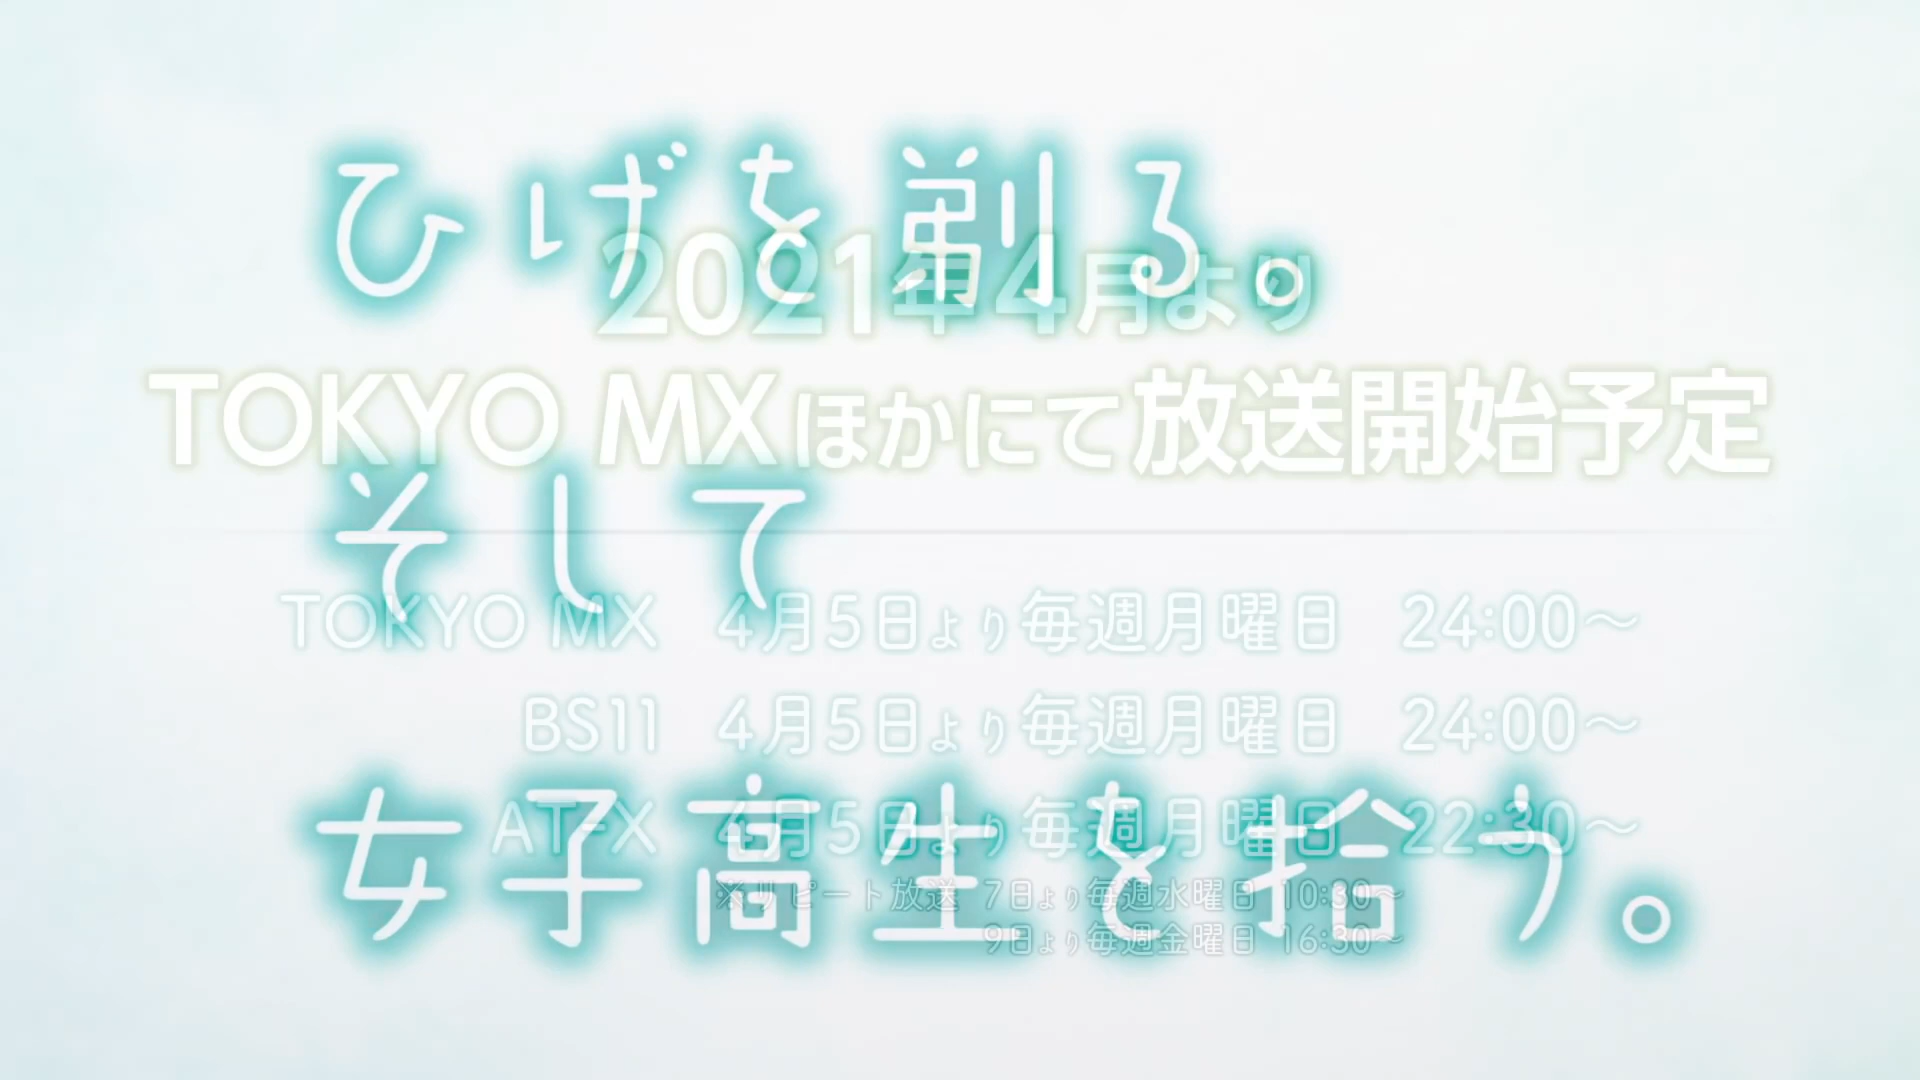 ひげを剃る。
2021年4月より
TOKYO MXほかにて放送開始予定
そして
TOKYO MX 4月5日より毎週月曜日 24:00～
BS11 4月5日より毎週月曜日 24:00～
女子高生を拾う。
AT-X 4月5日より毎週月曜日 22:30～
※リピート放送 7日より毎週水曜日 10:30～
9日より毎週金曜日 16:30～